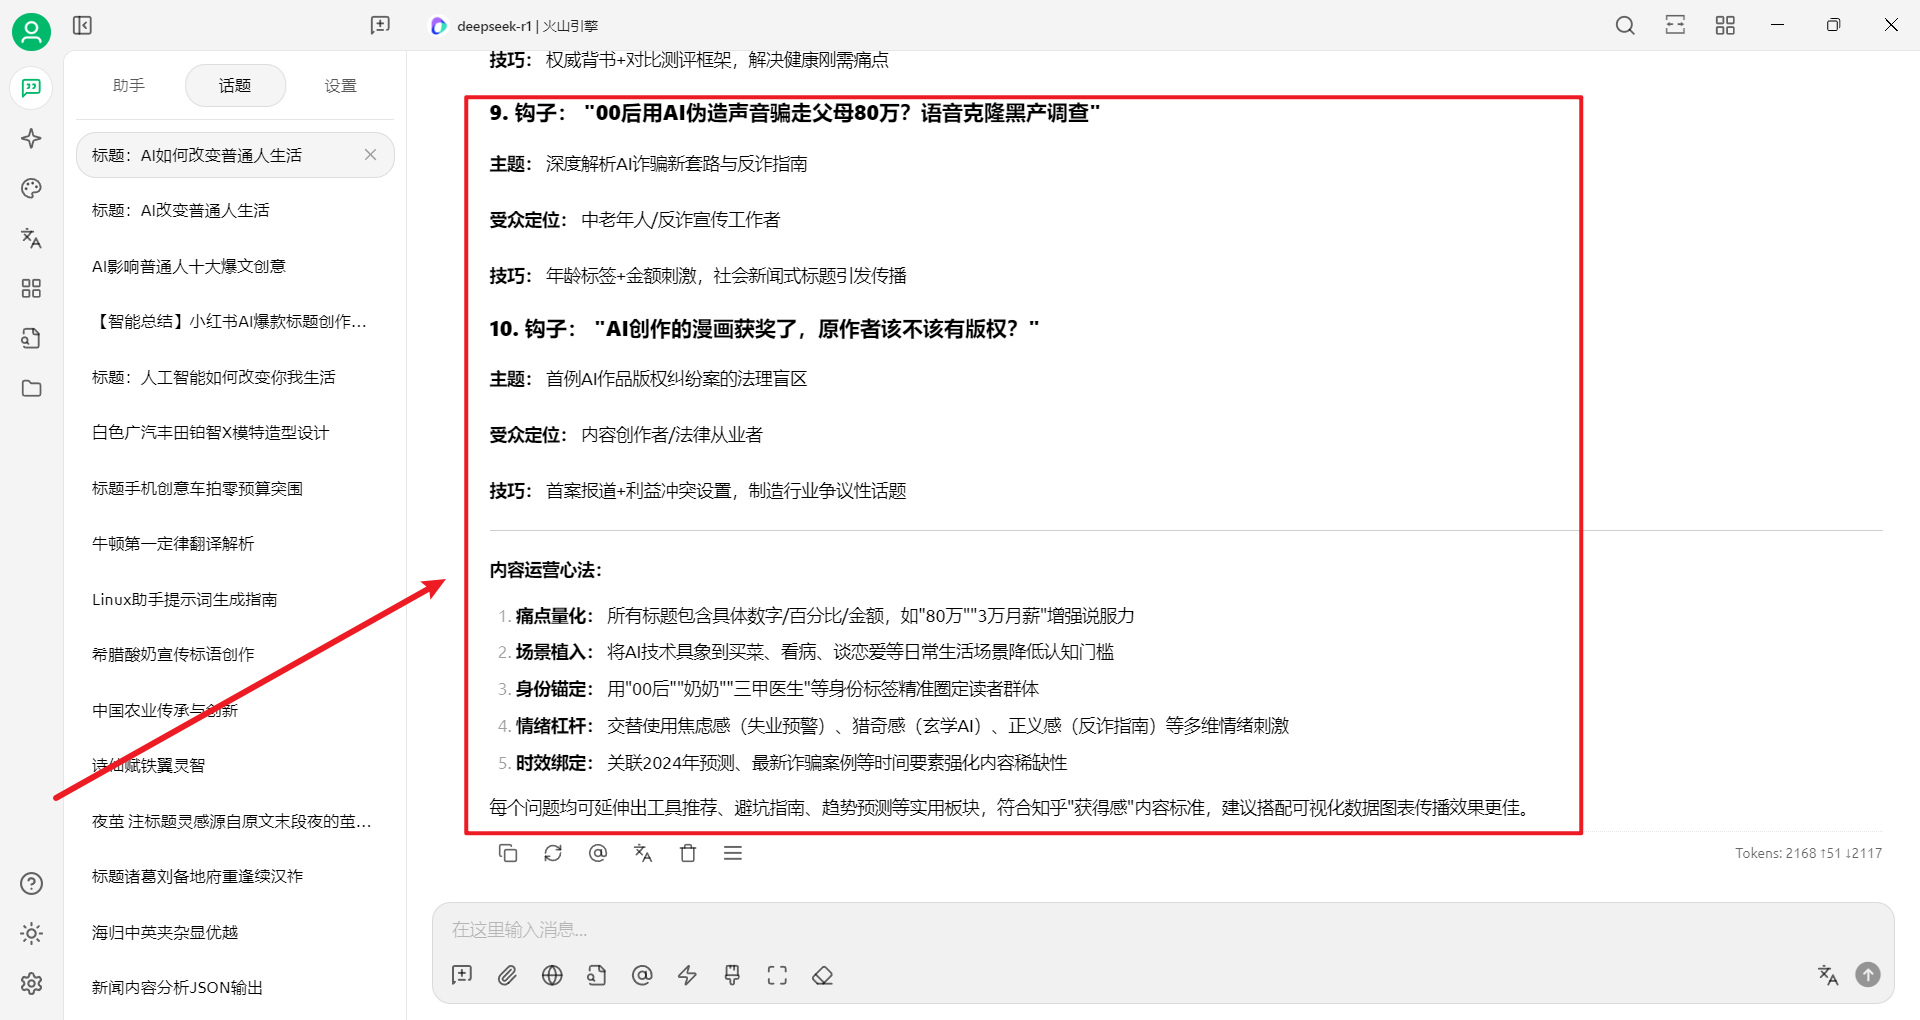 deepseek-r1 | 火山引擎
助手
话题
设置
标题：AI如何改变普通人生活
标题：AI改变普通人生活
AI影响普通人十大爆文创意
【智能总结】小红书AI爆款标题创作...
标题：人工智能如何改变你我生活
白色广汽丰田铂智X模特造型设计
标题手机创意车拍零预算突围
牛顿第一定律翻译解析
Linux助手提示词生成指南
希腊酸奶宣传标语创作
中国农业传承与创新
诗仙赋铁翼灵智
夜茧 注标题灵感源自原文末段夜的茧...
标题诸葛刘备地府重逢续汉祚
海归中英夹杂显优越
新闻内容分析JSON输出
技巧： 权威背书+对比测评框架，解决健康刚需痛点
9. 钩子： "00后用AI伪造声音骗走父母80万？语音克隆黑产调查"
主题： 深度解析AI诈骗新套路与反诈指南
受众定位： 中老年人/反诈宣传工作者
技巧： 年龄标签+金额刺激，社会新闻式标题引发传播
10. 钩子： "AI创作的漫画获奖了，原作者该不该有版权？"
主题： 首例AI作品版权纠纷案的法理盲区
受众定位： 内容创作者/法律从业者
技巧： 首案报道+利益冲突设置，制造行业争议性话题
内容运营心法：
1. 痛点量化： 所有标题包含具体数字/百分比/金额，如"80万""3万月薪"增强说服力
2. 场景植入： 将AI技术具象到买菜、看病、谈恋爱等日常生活场景降低认知门槛
3. 身份锚定： 用"00后""奶奶""三甲医生"等身份标签精准圈定读者群体
4. 情绪杠杆： 交替使用焦虑感（失业预警）、猎奇感（玄学AI）、正义感（反诈指南）等多维情绪刺激
5. 时效绑定： 关联2024年预测、最新诈骗案例等时间要素强化内容稀缺性
每个问题均可延伸出工具推荐、避坑指南、趋势预测等实用板块，符合知乎"获得感"内容标准，建议搭配可视化数据图表传播效果更佳。
Tokens: 2168 ↑51 ↓2117
在这里输入消息...